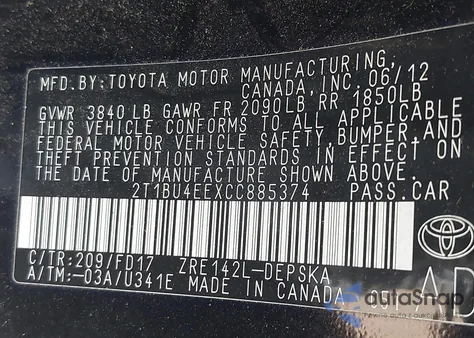 MFD. BY: TOYOTA MOTOR MANUFACTURING,
CANADA, INC. 06/12
GVWR 3840 LB GAWR FR 2090LB RR 1850LB
THIS VEHICLE CONFORMS TO ALL APPLICABLE
FEDERAL MOTOR VEHICLE SAFETY, BUMPER, AND
THEFT PREVENTION STANDARDS IN EFFECT
ON THE DATE OF MANUFACTURE SHOWN ABOVE.
2T1BU4EEXCC885374 PASS. CAR
C/TR: 209/FD17 ZRE142L-DEPSKA
A/TM: -03A/U341E MADE IN CANADA
TOYOTA
autaSnap